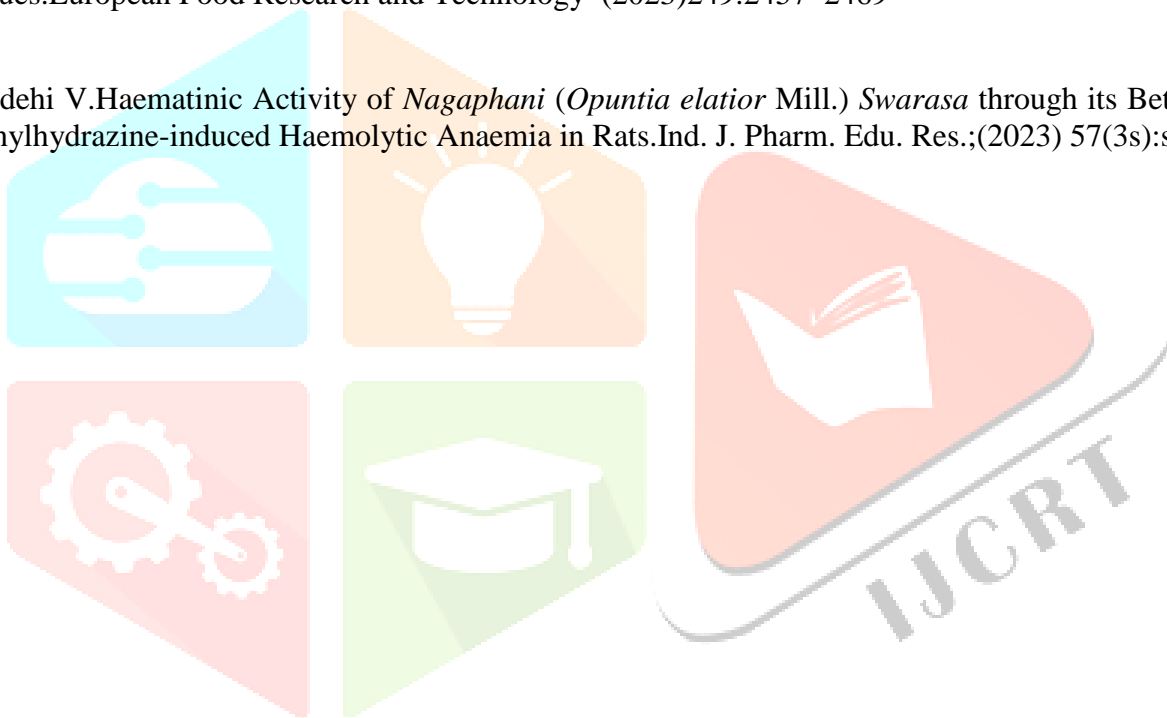 European Food Research and Technology (2023)249:2457–2469
dehi V.Haematinic Activity of Nagaphani (Opuntia elatior Mill.) Swarasa through its Bet
nylhydrazine-induced Haemolytic Anaemia in Rats.Ind. J. Pharm. Edu. Res.;(2023) 57(3s):s
IJCRT